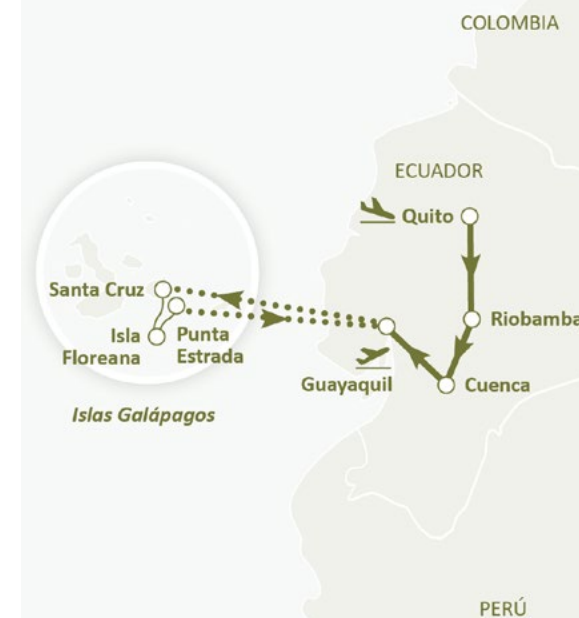 COLOMBIA
ECUADOR
Quito
Santa Cruz
Isla
Floreana
Punta
Estrada
Riobamba
Guayaquil
Cuenca
Islas Galápagos
PERÚ